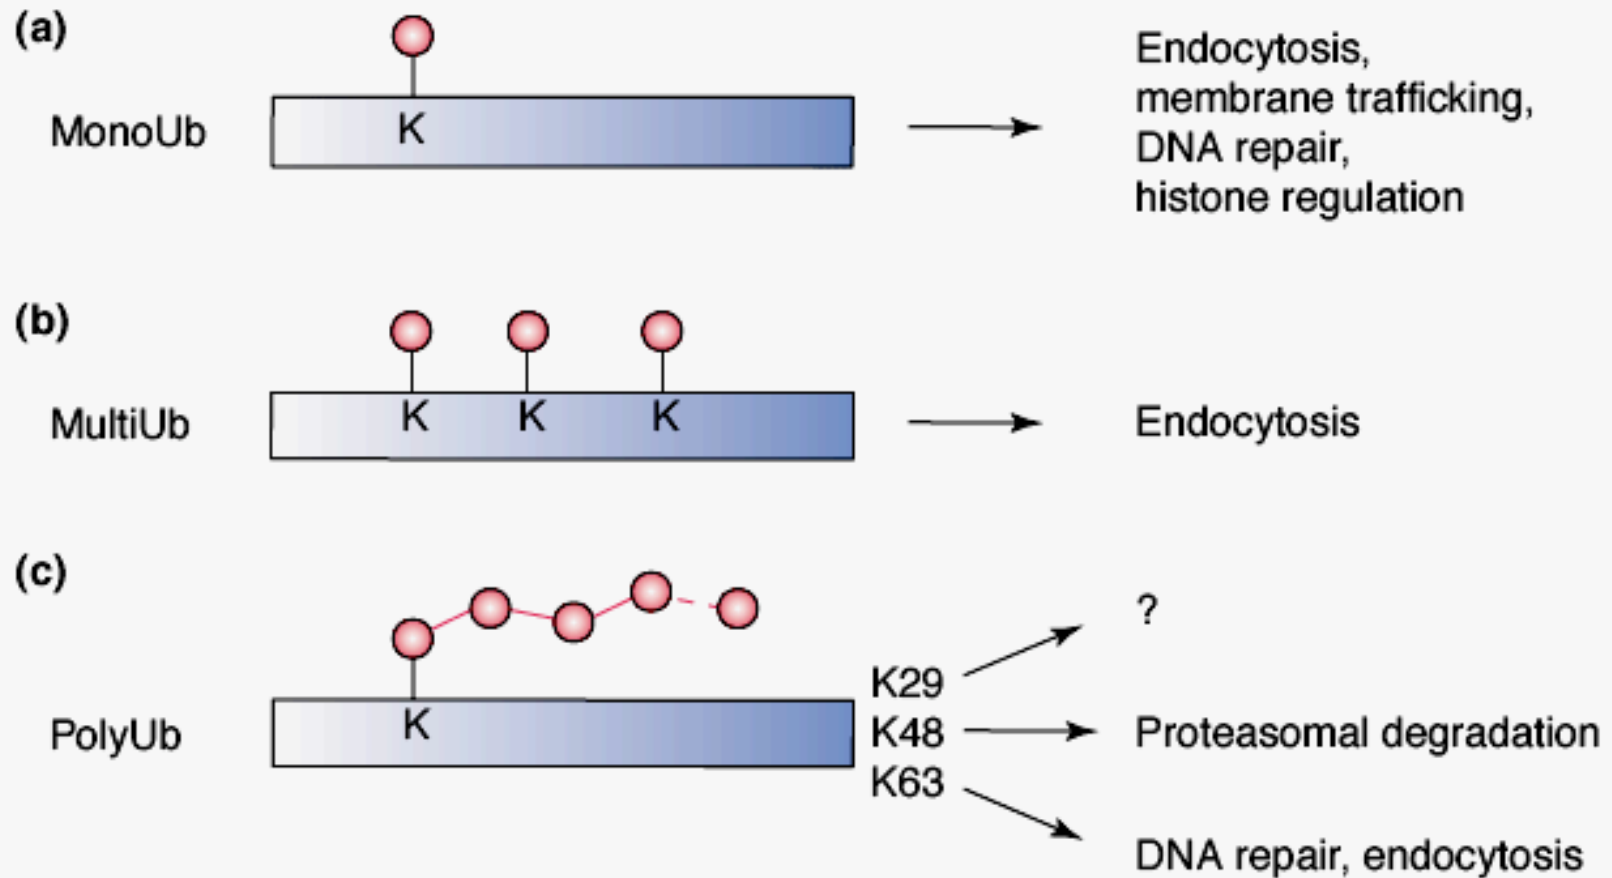 (a)
MonoUb
K
Endocytosis,
membrane trafficking,
DNA repair,
histone regulation
(b)
MultiUb
K K K
Endocytosis
(c)
PolyUb
K
K29
K48
K63
?
Proteasomal degradation
DNA repair, endocytosis